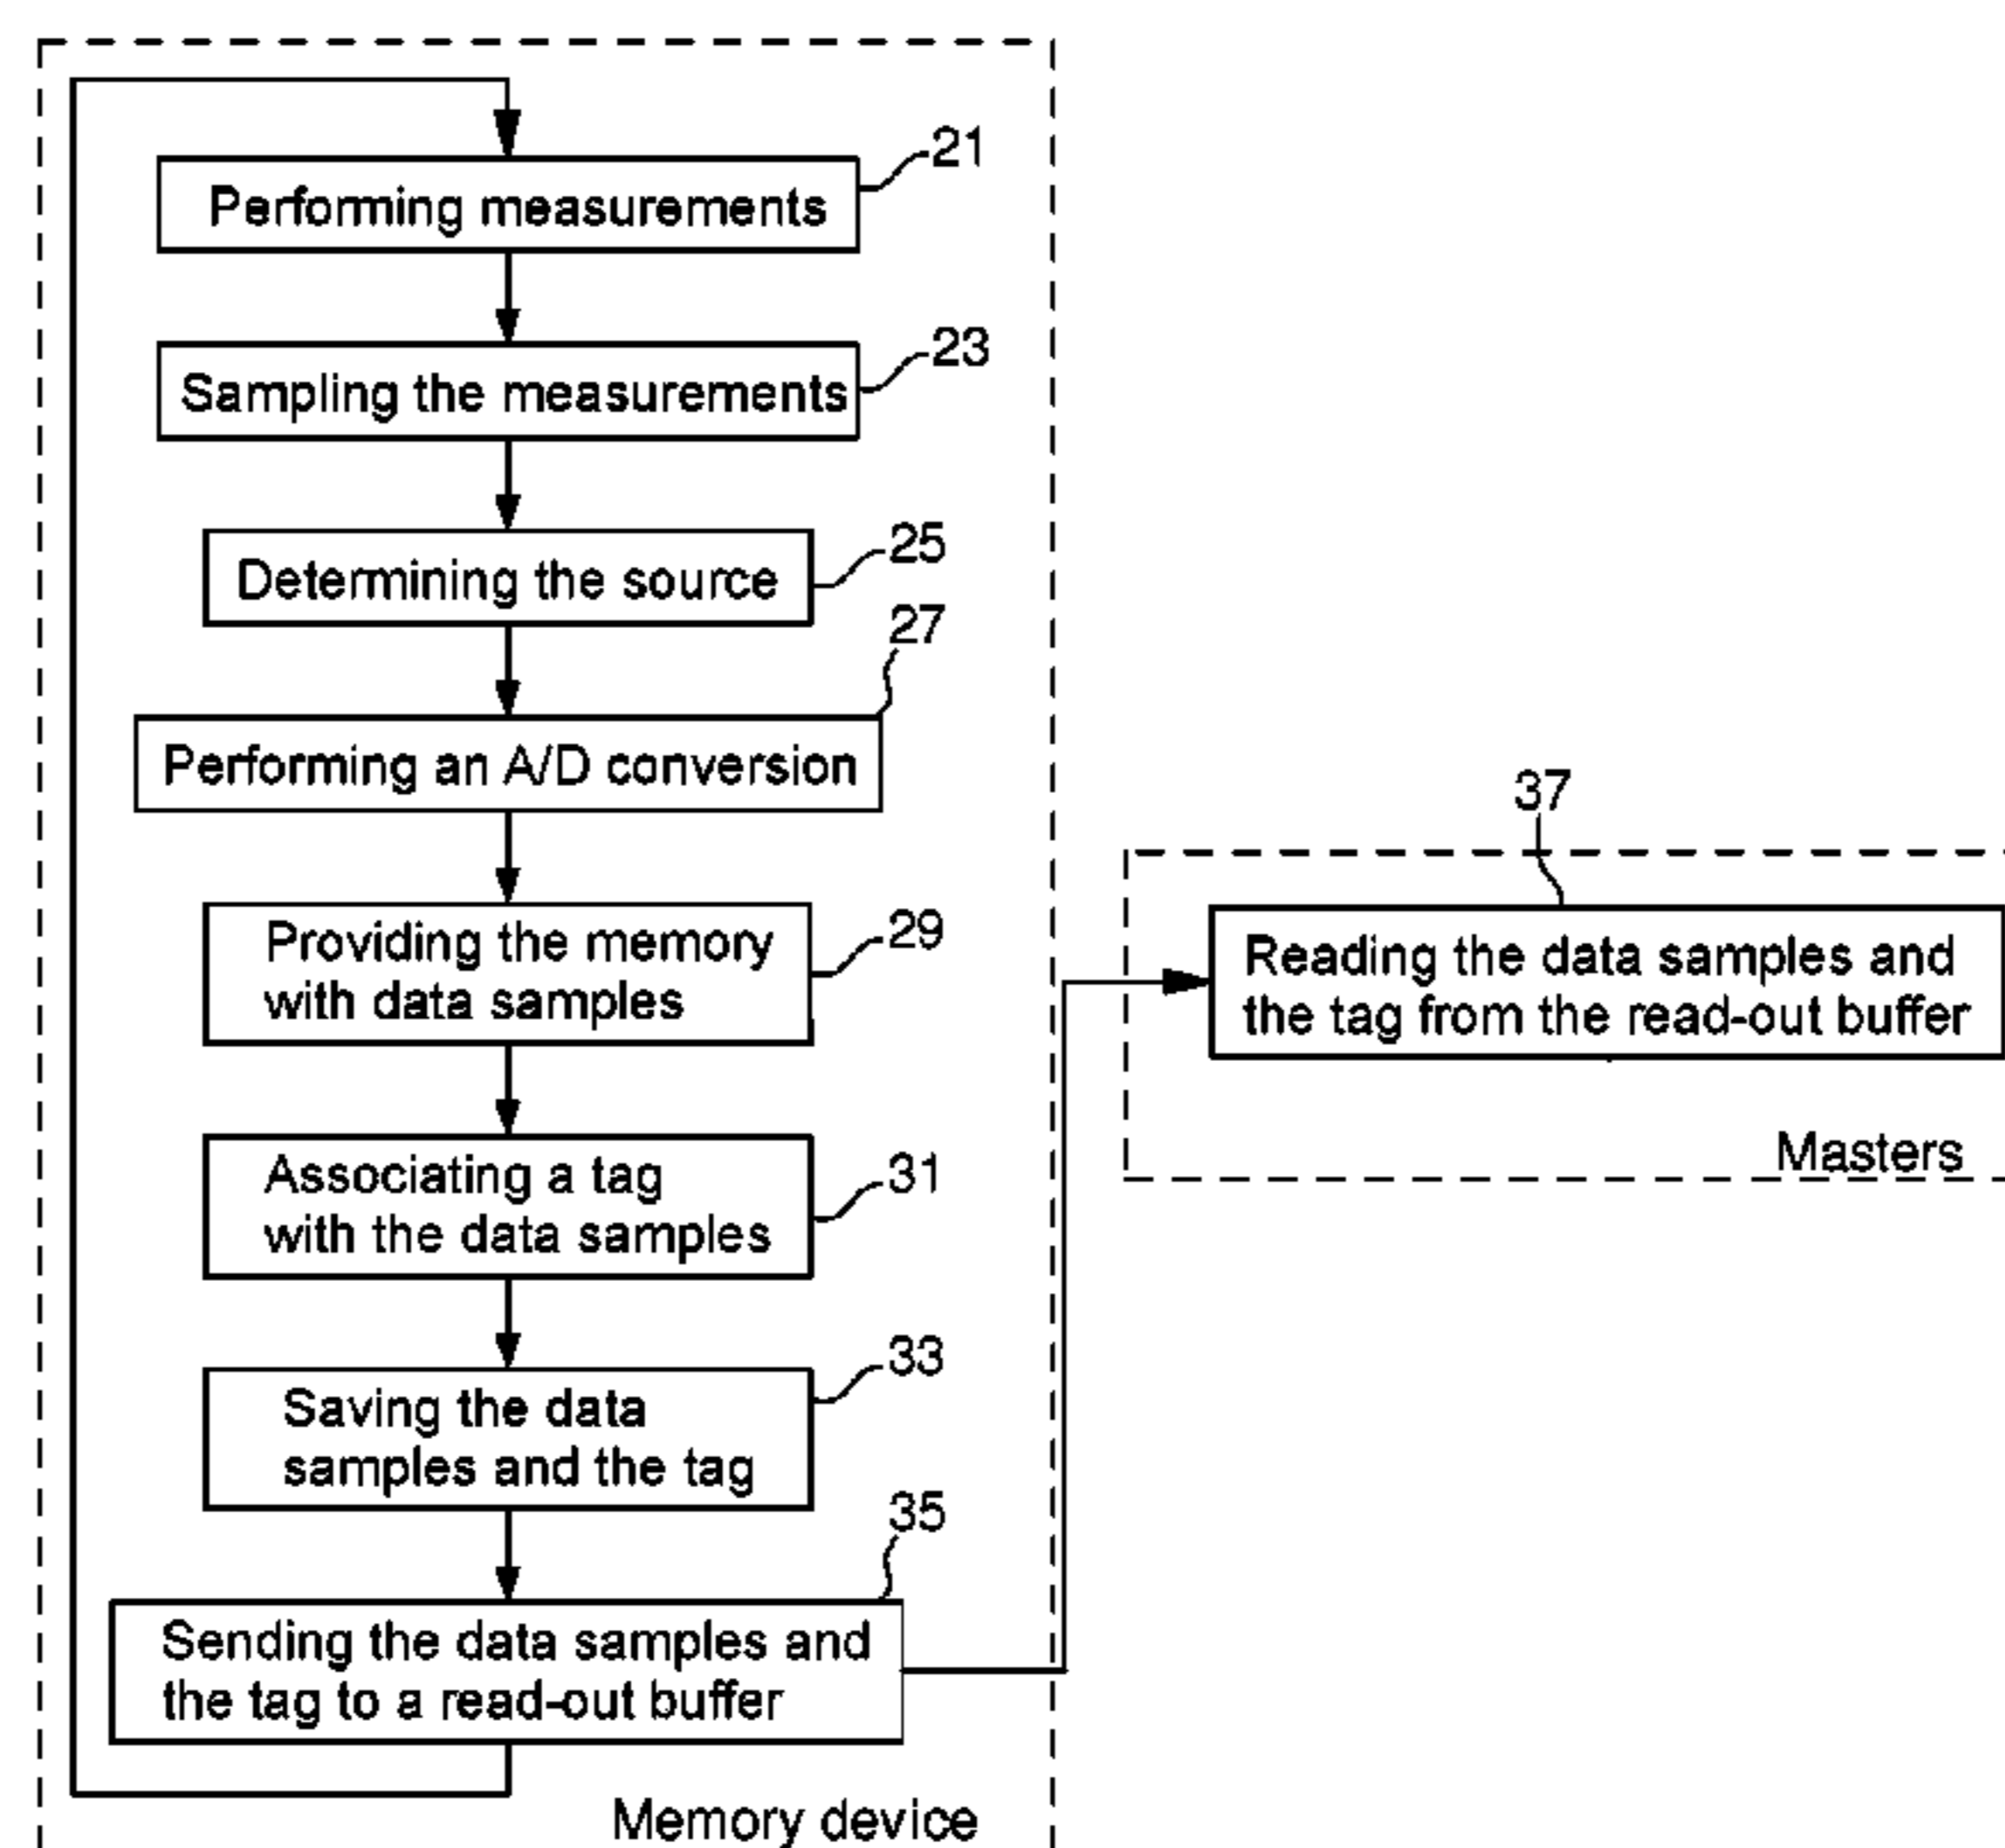 21
Performing measurements
23
Sampling the measurements
25
Determining the source
27
Performing an A/D conversion
29
Providing the memory
with data samples
31
Associating a tag
with the data samples
33
Saving the data
samples and the tag
35
Sending the data samples and
the tag to a read-out buffer
Memory device
37
Reading the data samples and
the tag from the read-out buffer
Masters